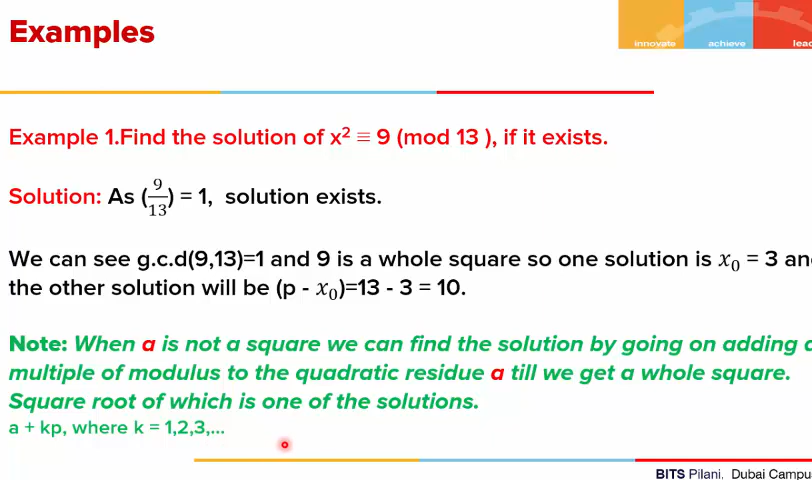 Examples
innovate achieve lea
Example 1.Find the solution of x² ≡ 9 (mod 13 ), if it exists.
Solution: As (9/13) = 1, solution exists.
We can see g.c.d(9,13)=1 and 9 is a whole square so one solution is x₀ = 3 an
the other solution will be (p - x₀)=13 - 3 = 10.
Note: When a is not a square we can find the solution by going on adding
multiple of modulus to the quadratic residue a till we get a whole square.
Square root of which is one of the solutions.
a + kp, where k = 1,2,3,...
BITS Pilani, Dubai Campu